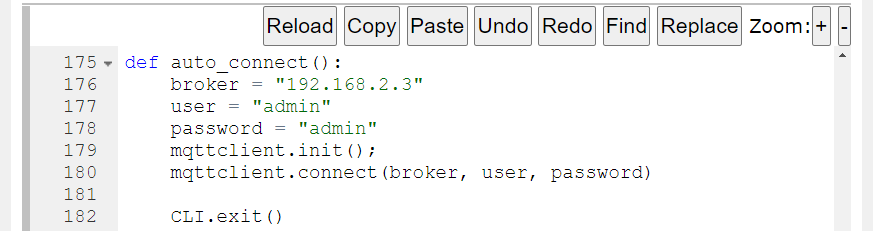 Reload Copy Paste Undo Redo Find Replace Zoom: + -
175 def auto_connect():
176 broker = "192.168.2.3"
177 user = "admin"
178 password = "admin"
179 mqttclient.init();
180 mqttclient.connect(broker, user, password)
181
182 CLI.exit()